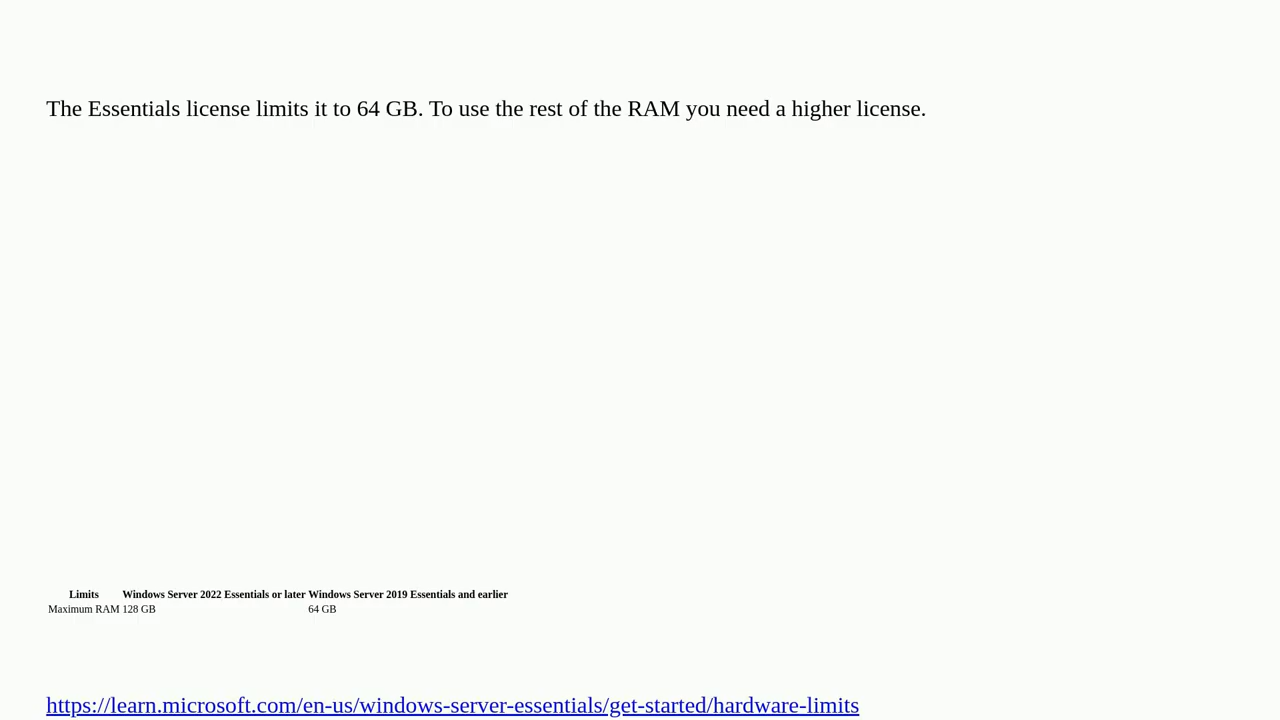 The Essentials license limits it to 64 GB. To use the rest of the RAM you need a higher license.
Limits Windows Server 2022 Essentials or later Windows Server 2019 Essentials and earlier
Maximum RAM 128 GB 64 GB
https://learn.microsoft.com/en-us/windows-server-essentials/get-started/hardware-limits